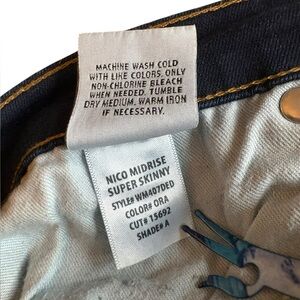 MACHINE WASH COLD
WITH LIKE COLORS. ONLY
NON-CHLORINE BLEACH
WHEN NEEDED. TUMBLE
DRY MEDIUM. WARM IRON
IF NECESSARY.
NICO MIDRISE
SUPER SKINNY
STYLE# WM407DED
COLOR# ORA
CUT# 15692
SHADE# A